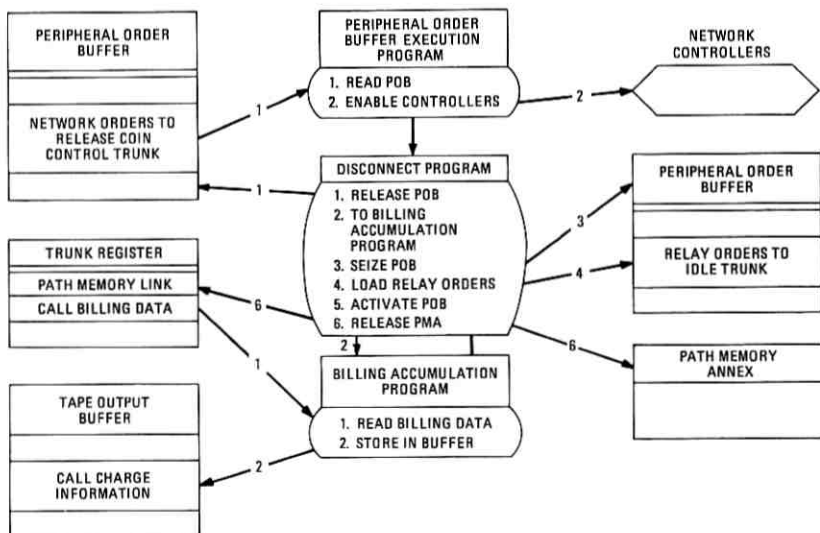 PERIPHERAL ORDER
BUFFER
NETWORK ORDERS TO
RELEASE COIN
CONTROL TRUNK
1
PERIPHERAL ORDER
BUFFER EXECUTION
PROGRAM
1. READ POB
2. ENABLE CONTROLLERS
2
NETWORK
CONTROLLERS
1
DISCONNECT PROGRAM
1. RELEASE POB
2. TO BILLING
ACCUMULATION
PROGRAM
3. SEIZE POB
4. LOAD RELAY ORDERS
5. ACTIVATE POB
6. RELEASE PMA
3
4
PERIPHERAL ORDER
BUFFER
RELAY ORDERS TO
IDLE TRUNK
TRUNK REGISTER
PATH MEMORY LINK
CALL BILLING DATA
6
6
2
1
PATH MEMORY
ANNEX
BILLING ACCUMULATION
PROGRAM
1. READ BILLING DATA
2. STORE IN BUFFER
TAPE OUTPUT
BUFFER
CALL CHARGE
INFORMATION
2